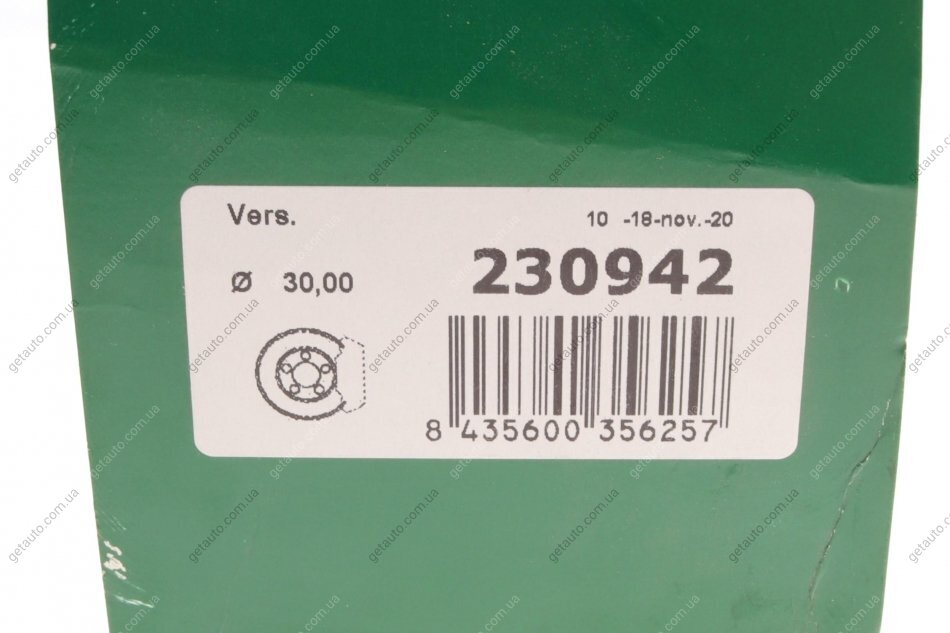 Vers.
10 -18-nov.-20
230942
Ø 30,00
8 435600 356257
getauto.com.ua